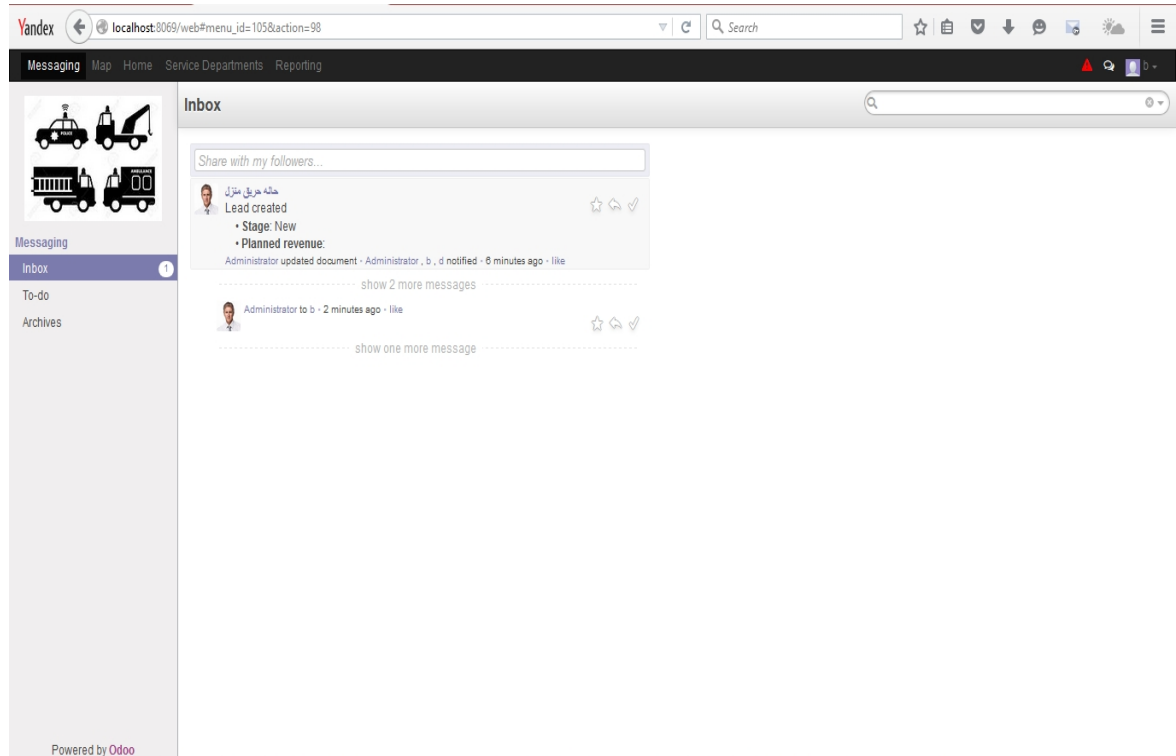 Yandex localhost:8069/web#menu_id=105&action=98 Search
Messaging Map Home Service Departments Reporting b
POLICE
AMBULANCE
Inbox
Share with my followers...
حاله حريق منزل
Lead created
• Stage: New
• Planned revenue:
Administrator updated document - Administrator , b , d notified - 6 minutes ago - like
show 2 more messages
Administrator to b - 2 minutes ago - like
show one more message
Messaging
Inbox 1
To-do
Archives
Powered by Odoo